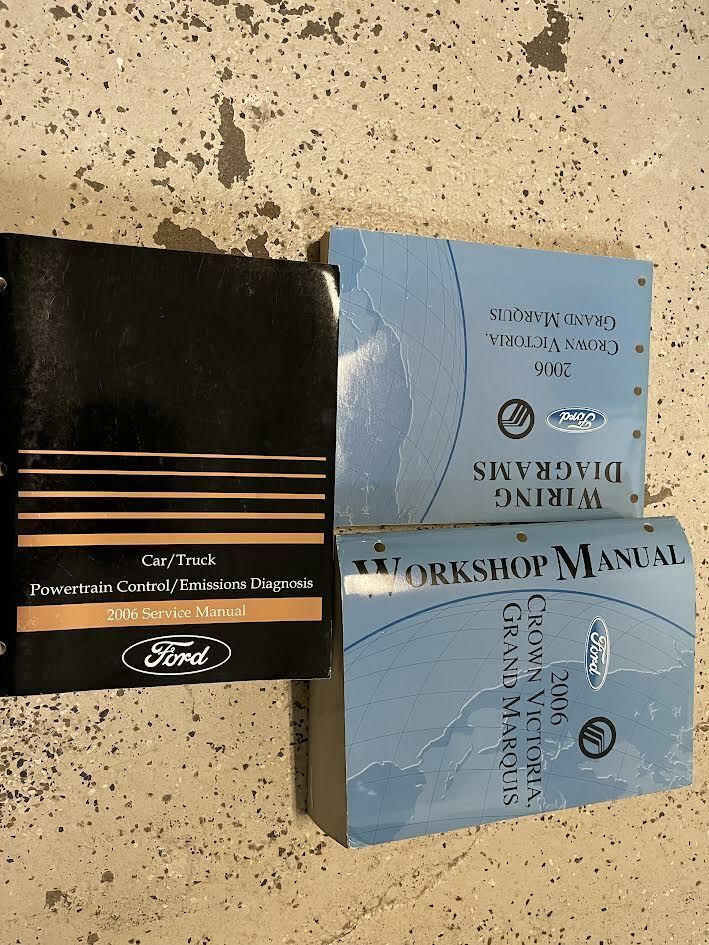 Car/Truck
Powertrain Control/Emissions Diagnosis
2006 Service Manual
Ford
WIRING
DIAGRAMS
Ford
2006
CROWN VICTORIA,
GRAND MARQUIS
WORKSHOP MANUAL
Ford
2006
CROWN VICTORIA,
GRAND MARQUIS